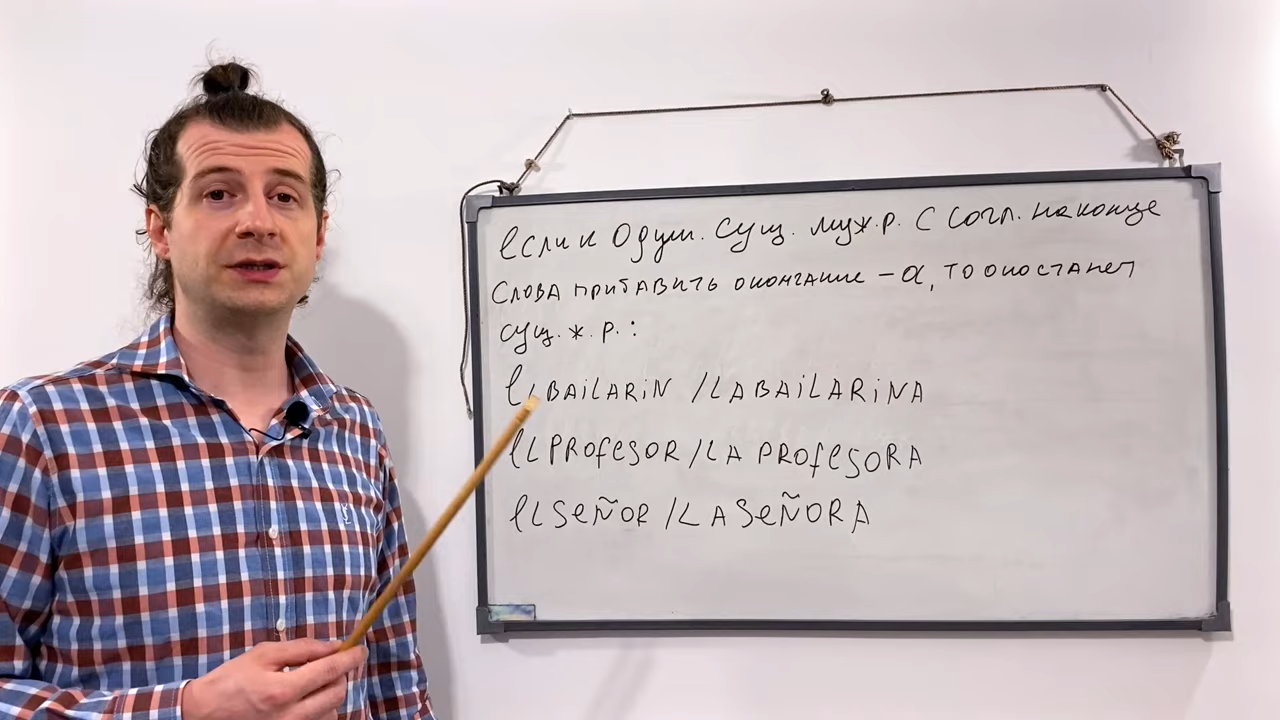 Если к одуш. сущ. муж.р. с согл. на конце
слова прибавить окончание -а, то оно станет
сущ. ж. р.:
el BAiLARiN / LA BAiLARiNA
el PROfeSOR / LA PROfeSORA
el SeÑOR / LA SeÑORA